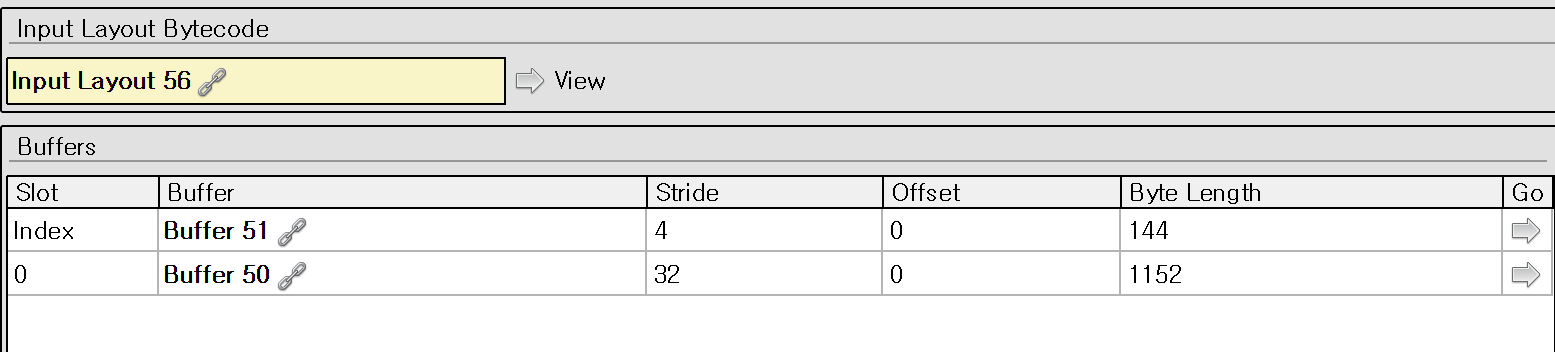 Input Layout Bytecode
Input Layout 56 View
Buffers
Slot Buffer Stride Offset Byte Length Go
Index Buffer 51 4 0 144
0 Buffer 50 32 0 1152